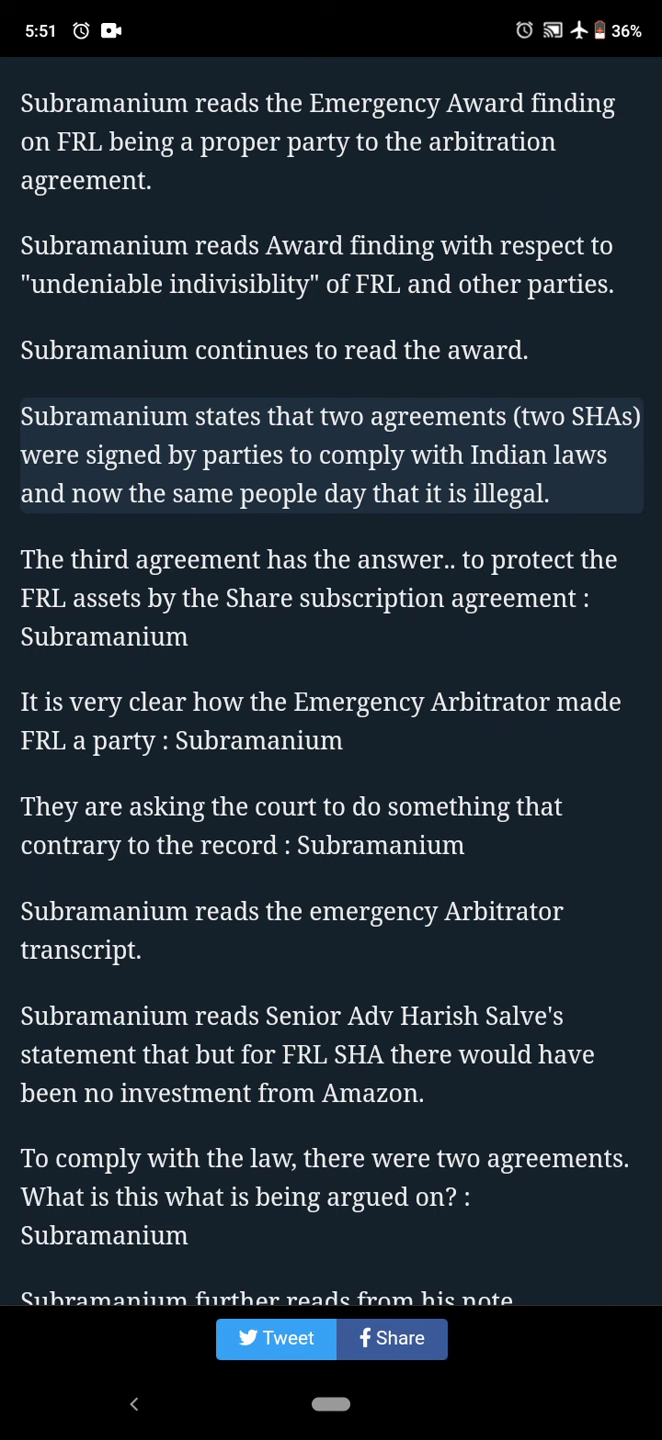 5:51
36%
Subramanium reads the Emergency Award finding
on FRL being a proper party to the arbitration
agreement.
Subramanium reads Award finding with respect to
"undeniable indivisiblity" of FRL and other parties.
Subramanium continues to read the award.
Subramanium states that two agreements (two SHAs)
were signed by parties to comply with Indian laws
and now the same people day that it is illegal.
The third agreement has the answer.. to protect the
FRL assets by the Share subscription agreement :
Subramanium
It is very clear how the Emergency Arbitrator made
FRL a party : Subramanium
They are asking the court to do something that
contrary to the record : Subramanium
Subramanium reads the emergency Arbitrator
transcript.
Subramanium reads Senior Adv Harish Salve's
statement that but for FRL SHA there would have
been no investment from Amazon.
To comply with the law, there were two agreements.
What is this what is being argued on? :
Subramanium
Subramanium further reads from his note
Tweet
Share